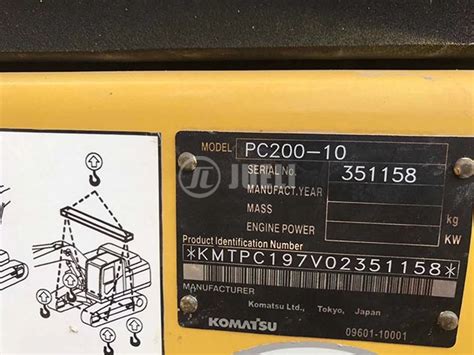 MODEL PC200-10
SERIAL No. 351158
MANUFACT.YEAR
MASS kg
ENGINE POWER KW
Product Identification Number
*KMTPC197V02351158*
MANUFACTURER
Komatsu Ltd., Tokyo, Japan
KOMATSU
09601-10001